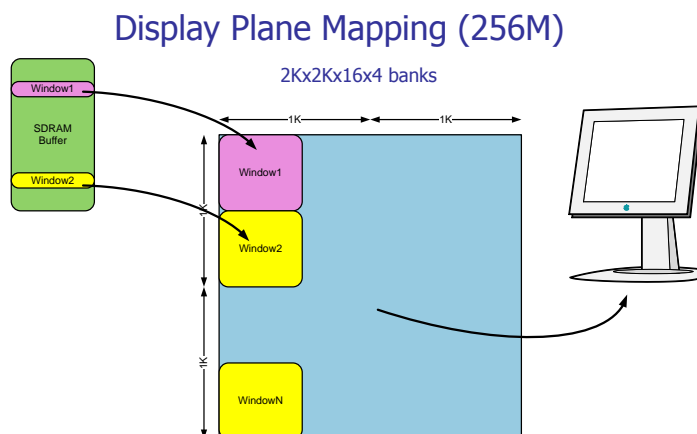 Display Plane Mapping (256M)
2Kx2Kx16x4 banks
Window1
SDRAM
Buffer
Window2
1K
1K
1K
1K
Window1
Window2
WindowN